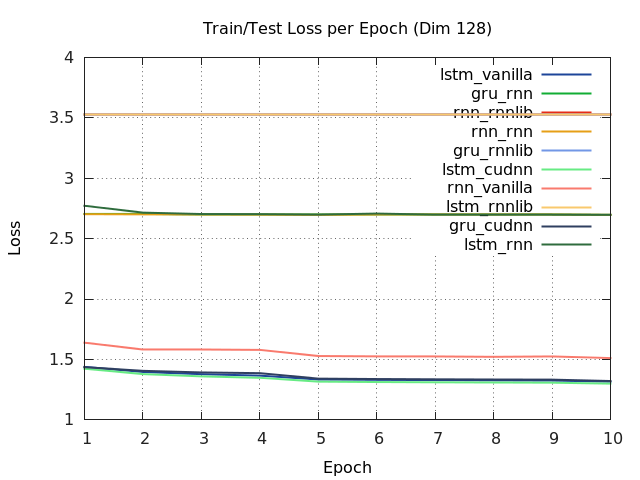 Train/Test Loss per Epoch (Dim 128)
4
3.5
3
2.5
2
1.5
1
Loss
lstm_vanilla
gru_rnn
rnn_rnnlib
rnn_rnn
gru_rnnlib
lstm_cudnn
rnn_vanilla
lstm_rnnlib
gru_cudnn
lstm_rnn
1 2 3 4 5 6 7 8 9 10
Epoch